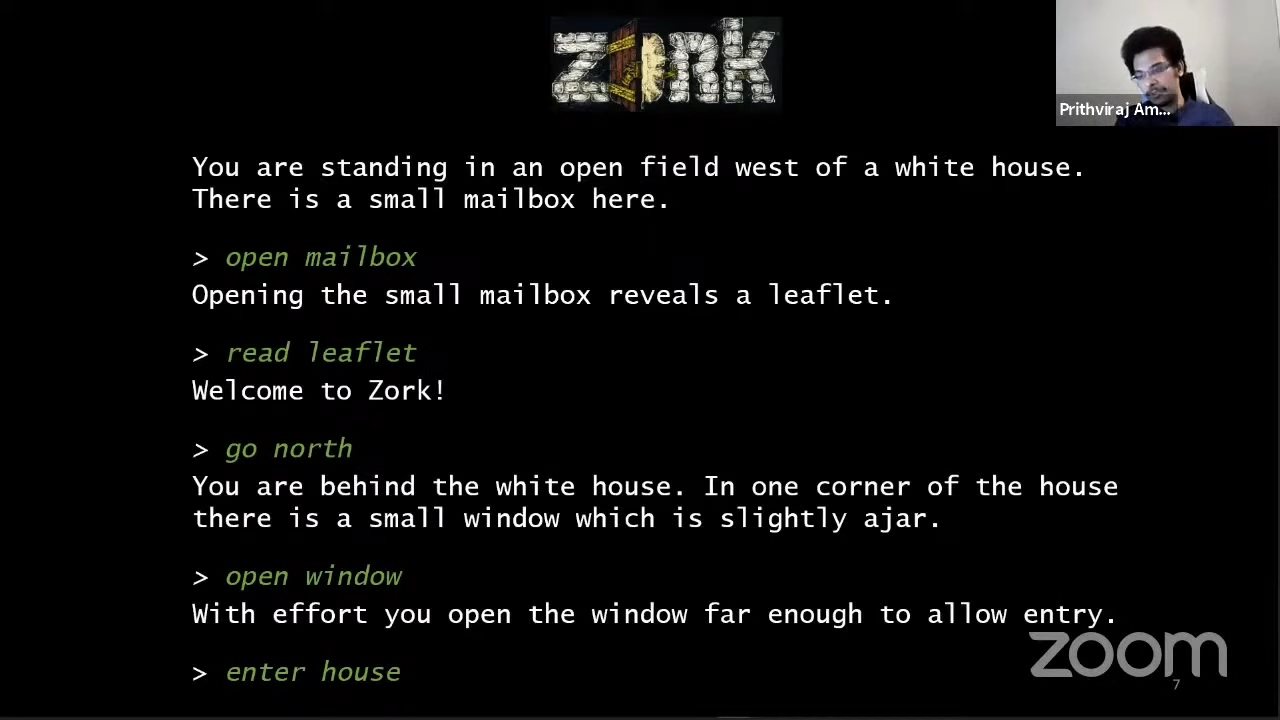 ZORK
Prithviraj Am...
You are standing in an open field west of a white house.
There is a small mailbox here.
> open mailbox
Opening the small mailbox reveals a leaflet.
> read leaflet
Welcome to Zork!
> go north
You are behind the white house. In one corner of the house
there is a small window which is slightly ajar.
> open window
With effort you open the window far enough to allow entry.
> enter house
zoom
7